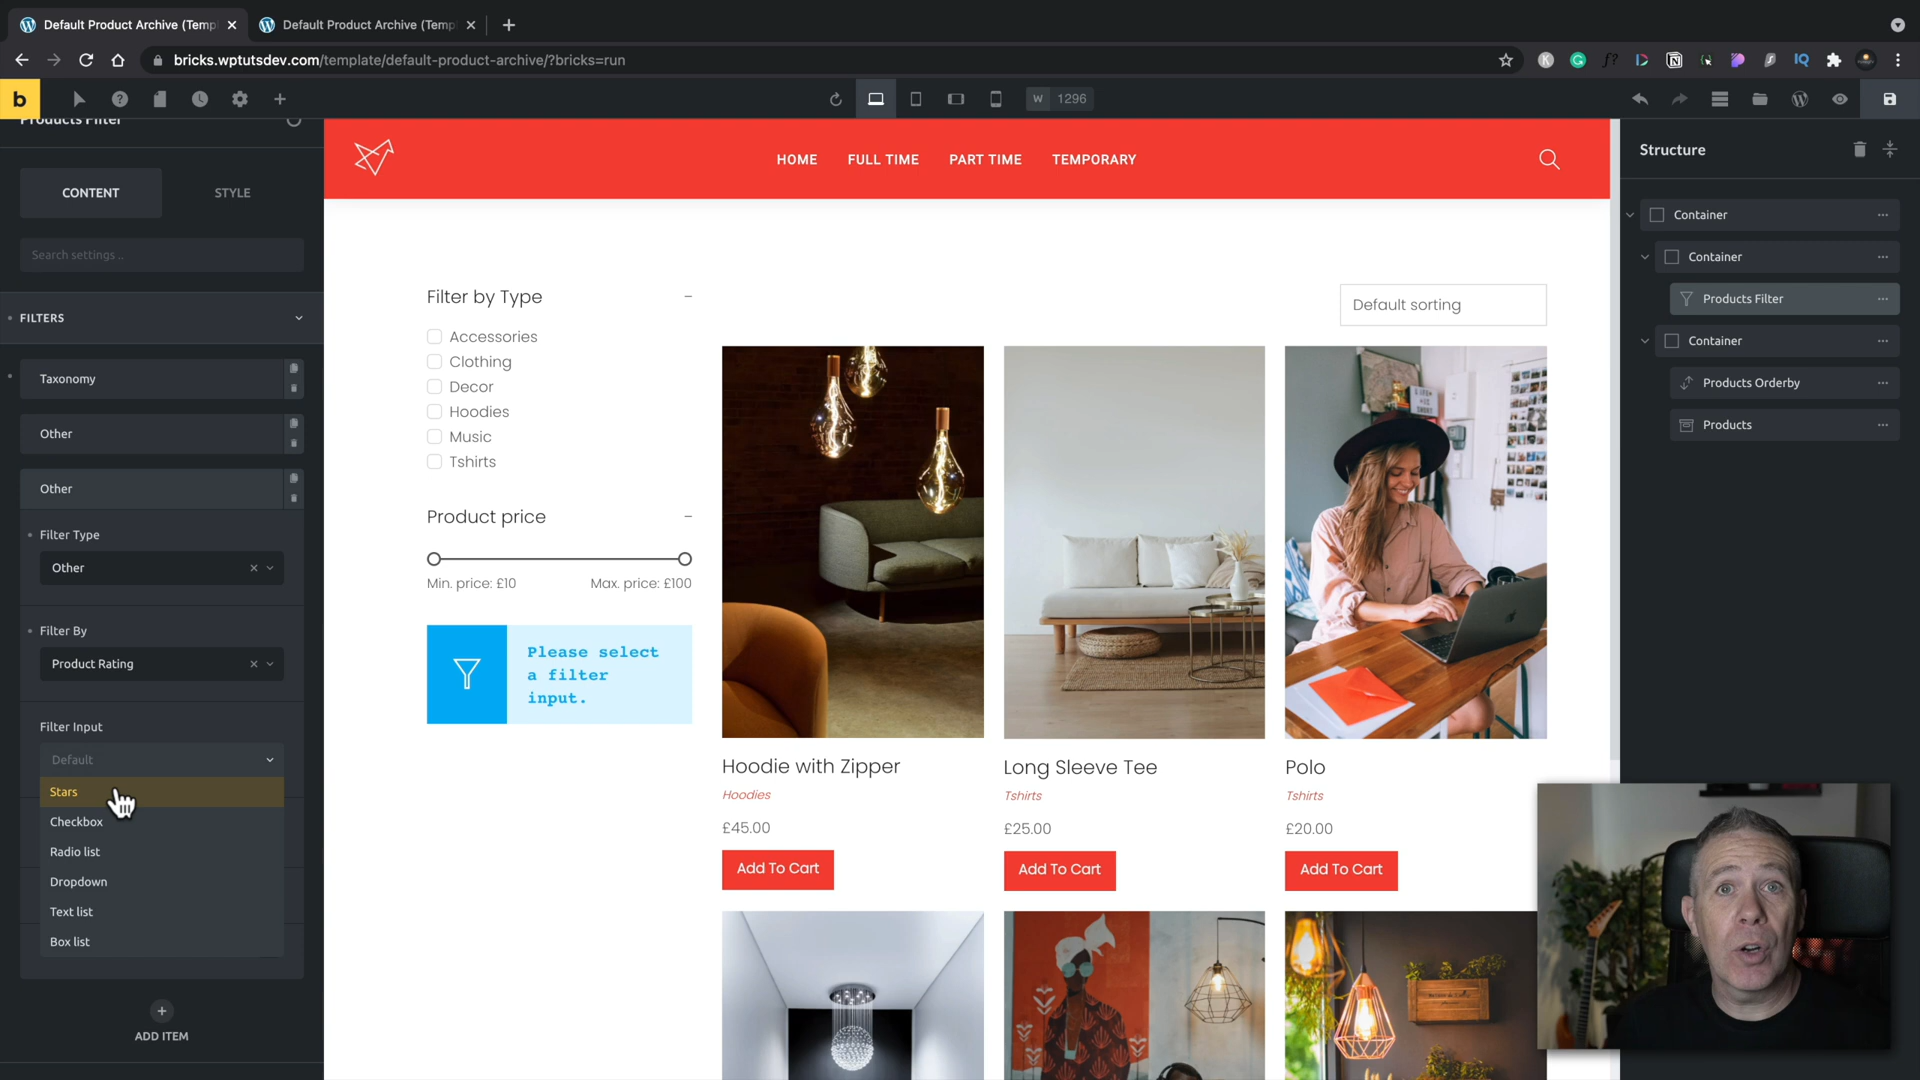 Default Product Archive (Temp
Default Product Archive (Temp
bricks.wptutsdev.com/template/default-product-archive/?bricks=run
b
W 1296
Products Filter
CONTENT
STYLE
Search settings ..
FILTERS
Taxonomy
Other
Other
Filter Type
Other
Filter By
Product Rating
Filter Input
Default
Stars
Checkbox
Radio list
Dropdown
Text list
Box list
ADD ITEM
HOME
FULL TIME
PART TIME
TEMPORARY
Filter by Type
Accessories
Clothing
Decor
Hoodies
Music
Tshirts
Product price
Min. price: £10
Max. price: £100
Please select
a filter
input.
Default sorting
Hoodie with Zipper
Hoodies
£45.00
Add To Cart
Long Sleeve Tee
Tshirts
£25.00
Add To Cart
Polo
Tshirts
£20.00
Add To Cart
Structure
Container
Container
Products Filter
Container
Products Orderby
Products